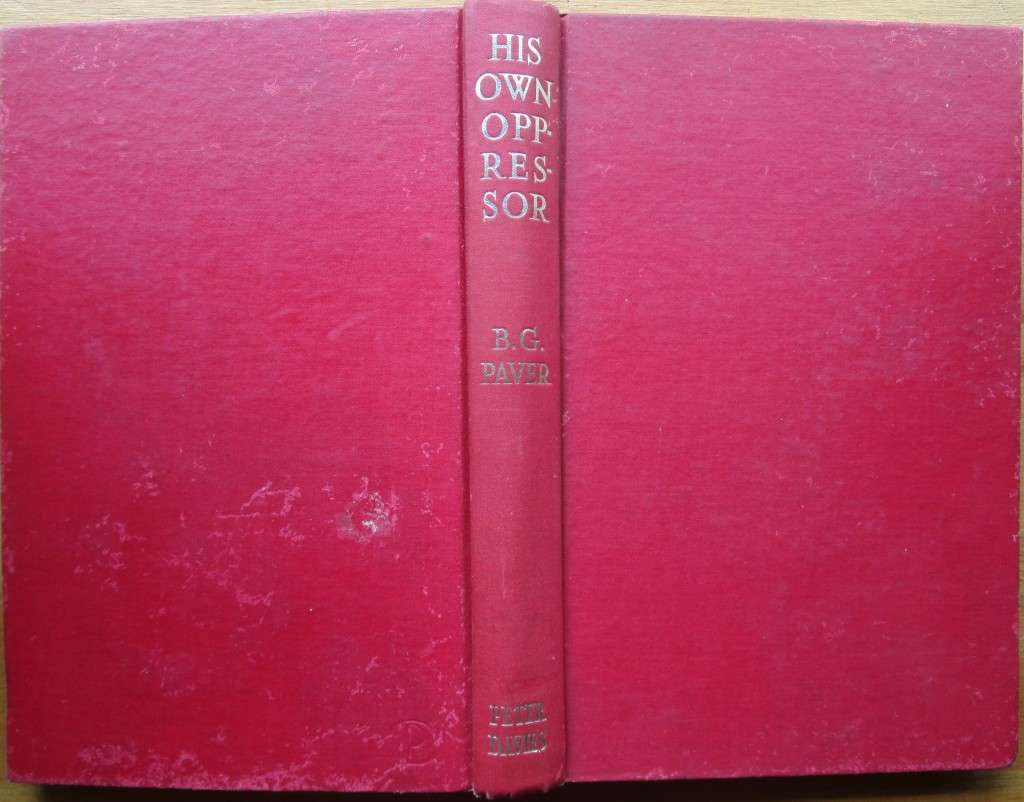 HIS
OWN
OPP-
RES-
SOR
B.G.
PAVER
PETER
DAVIES